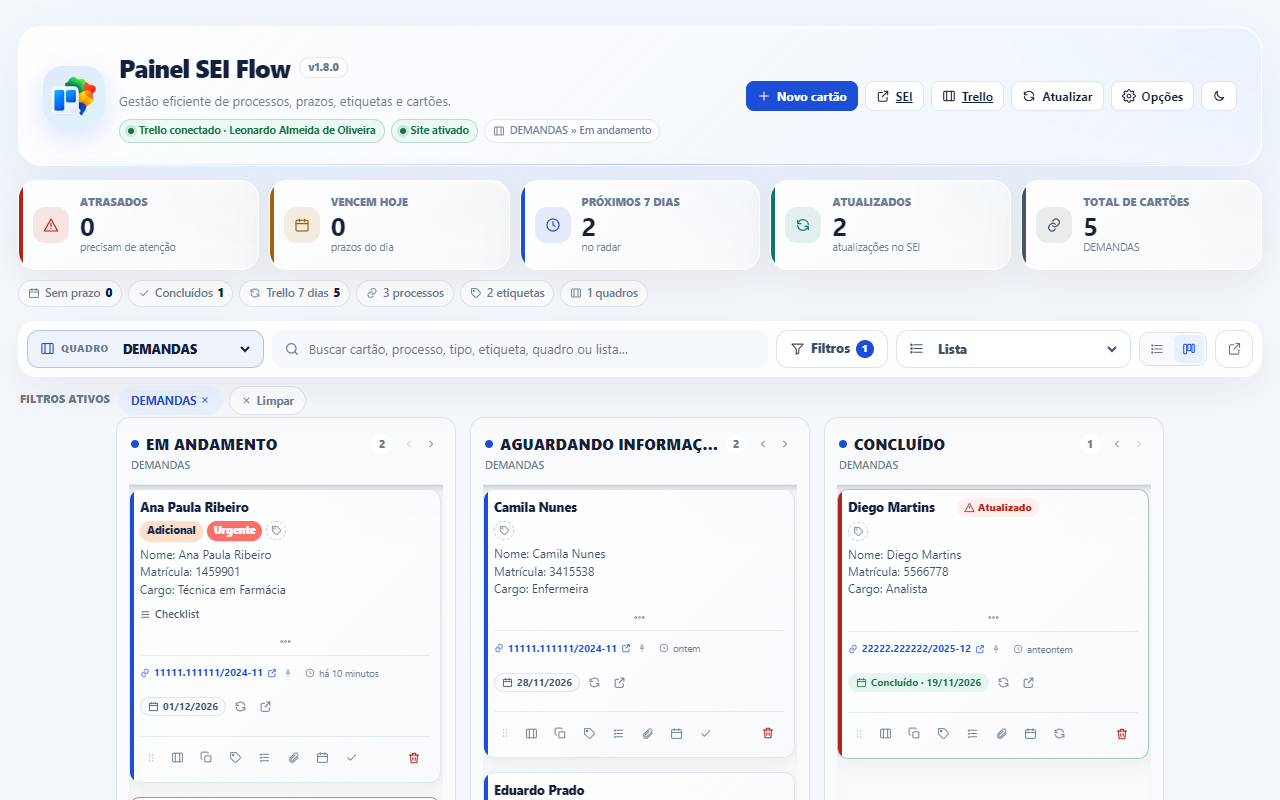 Painel SEI Flow v1.8.0
Gestão eficiente de processos, prazos, etiquetas e cartões.
Trello conectado · Leonardo Almeida de Oliveira Site ativado DEMANDAS » Em andamento
Novo cartão SEI Trello Atualizar Opções
ATRASADOS
0
precisam de atenção
VENCEM HOJE
0
prazos do dia
PRÓXIMOS 7 DIAS
2
no radar
ATUALIZADOS
2
atualizações no SEI
TOTAL DE CARTÕES
5
DEMANDAS
Sem prazo 0 Concluídos 1 Trello 7 dias 5 3 processos 2 etiquetas 1 quadros
QUADRO DEMANDAS Buscar cartão, processo, tipo, etiqueta, quadro ou lista... Filtros 1 Lista
FILTROS ATIVOS DEMANDAS × × Limpar
EM ANDAMENTO 2
DEMANDAS
Ana Paula Ribeiro
Adicional Urgente
Nome: Ana Paula Ribeiro
Matrícula: 1459901
Cargo: Técnica em Farmácia
Checklist
11111.111111/2024-11 há 10 minutos
01/12/2026
AGUARDANDO INFORMAÇ... 2
DEMANDAS
Camila Nunes
Nome: Camila Nunes
Matrícula: 3415538
Cargo: Enfermeira
11111.111111/2024-11 ontem
28/11/2026
Eduardo Prado
CONCLUÍDO 1
DEMANDAS
Diego Martins Atualizado
Nome: Diego Martins
Matrícula: 5566778
Cargo: Analista
22222.222222/2025-12 anteontem
Concluído · 19/11/2026